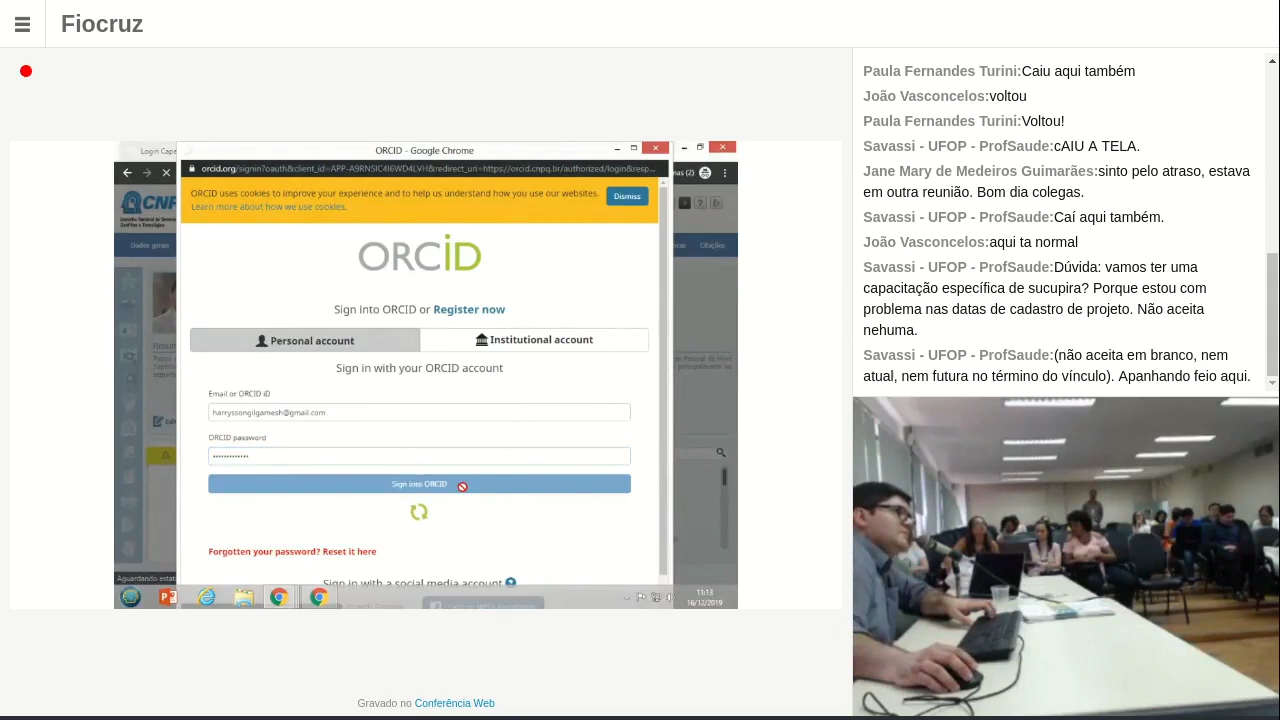 Fiocruz
Login Capa
ORCID - Google Chrome
orcid.org/signin?oauth&client_id=APP-A9RNSIC4I6WD4LVH&redirect_uri=https://orcid.cnpq.br/authorized/login&resp...
ORCID uses cookies to improve your experience and to help us understand how you use our websites.
Learn more about how we use cookies.
Dismiss
Dados gerais
Citações
ORCID
Sign into ORCID or Register now
Personal account
Institutional account
Sign in with your ORCID account
Email or ORCID iD
harryssongilgamesh@gmail.com
ORCID password
Sign into ORCID
Forgotten your password? Reset it here
Sign in with a social media account
Aguardando estat
11:13
16/12/2019
Gravado no Conferência Web
Paula Fernandes Turini:Caiu aqui também
João Vasconcelos:voltou
Paula Fernandes Turini:Voltou!
Savassi - UFOP - ProfSaude:cAIU A TELA.
Jane Mary de Medeiros Guimarães:sinto pelo atraso, estava
em outra reunião. Bom dia colegas.
Savassi - UFOP - ProfSaude:Caí aqui também.
João Vasconcelos:aqui ta normal
Savassi - UFOP - ProfSaude:Dúvida: vamos ter uma
capacitação específica de sucupira? Porque estou com
problema nas datas de cadastro de projeto. Não aceita
nehuma.
Savassi - UFOP - ProfSaude:(não aceita em branco, nem
atual, nem futura no término do vínculo). Apanhando feio aqui.